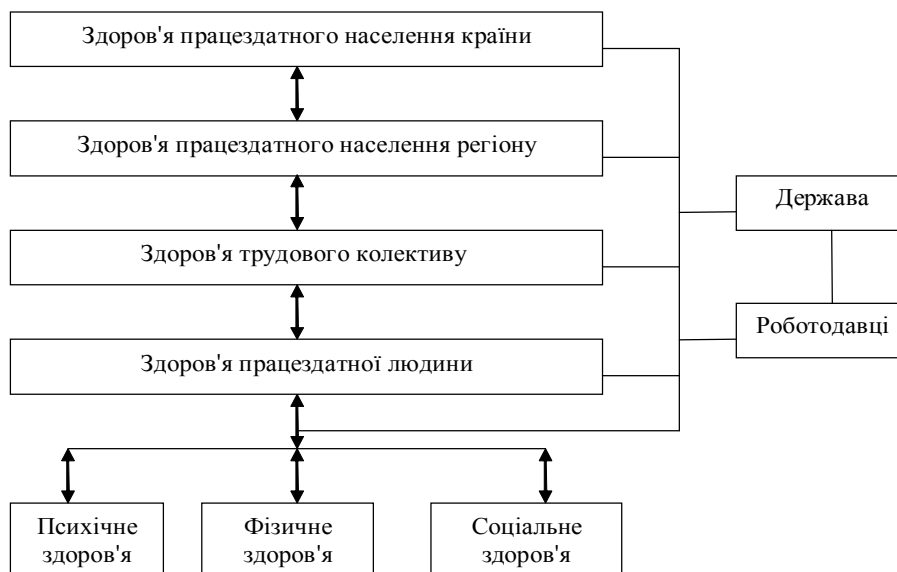 Здоров'я працездатного населення країни
Здоров'я працездатного населення регіону
Держава
Здоров'я трудового колективу
Роботодавці
Здоров'я працездатної людини
Психічне
здоров'я
Фізичне
здоров'я
Соціальне
здоров'я